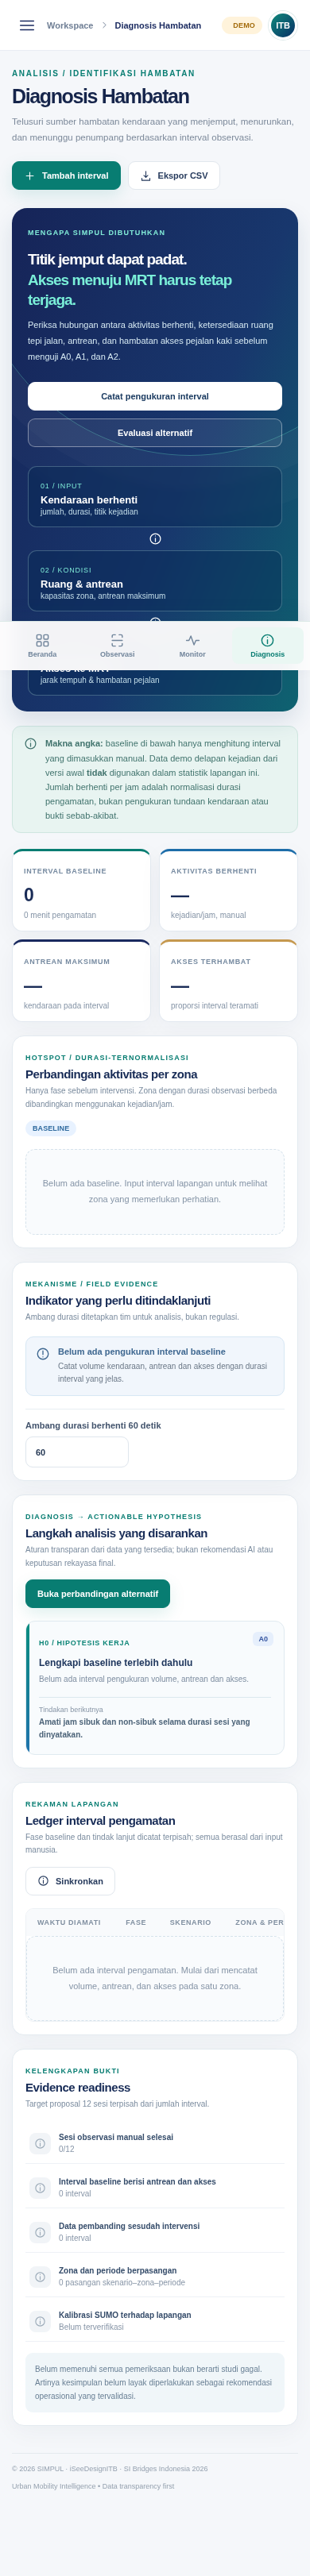 Workspace > Diagnosis Hambatan DEMO ITB
ANALISIS / IDENTIFIKASI HAMBATAN
Diagnosis Hambatan
Telusuri sumber hambatan kendaraan yang menjemput, menurunkan,
dan menunggu penumpang berdasarkan interval observasi.
Tambah interval
Ekspor CSV
MENGAPA SIMPUL DIBUTUHKAN
Titik jemput dapat padat.
Akses menuju MRT harus tetap
terjaga.
Periksa hubungan antara aktivitas berhenti, ketersediaan ruang
tepi jalan, antrean, dan akses pejalan kaki sebelum
menguji A0, A1, dan A2.
Catat pengukuran interval
Evaluasi alternatif
01 / INPUT
Kendaraan berhenti
jumlah, durasi, titik kejadian
02 / KONDISI
Ruang & antrean
kapasitas zona, antrean maksimum
Beranda
Observasi
Monitor
Diagnosis
jarak tempuh & hambatan pejalan
Makna angka: baseline di bawah hanya menghitung interval
yang dimasukkan manual. Data demo delapan kejadian dari
versi awal tidak digunakan dalam statistik lapangan ini.
Jumlah berhenti per jam adalah normalisasi durasi
pengamatan, bukan pengukuran tundaan kendaraan atau
bukti sebab-akibat.
INTERVAL BASELINE
0
0 menit pengamatan
AKTIVITAS BERHENTI
—
kejadian/jam, manual
ANTREAN MAKSIMUM
—
kendaraan pada interval
AKSES TERHAMBAT
—
proporsi interval teramati
HOTSPOT / DURASI-TERNORMALISASI
Perbandingan aktivitas per zona
Hanya fase sebelum intervensi. Zona dengan durasi observasi berbeda
dibandingkan menggunakan kejadian/jam.
BASELINE
Belum ada baseline. Input interval lapangan untuk melihat
zona yang memerlukan perhatian.
MEKANISME / FIELD EVIDENCE
Indikator yang perlu ditindaklanjuti
Ambang durasi ditetapkan tim untuk analisis, bukan regulasi.
Belum ada pengukuran interval baseline
Catat volume kendaraan, antrean dan akses dengan durasi
interval yang jelas.
Ambang durasi berhenti 60 detik
60
DIAGNOSIS → ACTIONABLE HYPOTHESIS
Langkah analisis yang disarankan
Aturan transparan dari data yang tersedia; bukan rekomendasi AI atau
keputusan rekayasa final.
Buka perbandingan alternatif
H0 / HIPOTESIS KERJA
A0
Lengkapi baseline terlebih dahulu
Belum ada interval pengukuran volume, antrean dan akses.
Tindakan berikutnya
Amati jam sibuk dan non-sibuk selama durasi sesi yang
dinyatakan.
REKAMAN LAPANGAN
Ledger interval pengamatan
Fase baseline dan tindak lanjut dicatat terpisah; semua berasal dari input
manusia.
Sinkronkan
WAKTU DIAMATI FASE SKENARIO ZONA & PER
Belum ada interval pengamatan. Mulai dari mencatat
volume, antrean, dan akses pada satu zona.
KELENGKAPAN BUKTI
Evidence readiness
Target proposal 12 sesi terpisah dari jumlah interval.
Sesi observasi manual selesai
0/12
Interval baseline berisi antrean dan akses
0 interval
Data pembanding sesudah intervensi
0 interval
Zona dan periode berpasangan
0 pasangan skenario–zona–periode
Kalibrasi SUMO terhadap lapangan
Belum terverifikasi
Belum memenuhi semua pemeriksaan bukan berarti studi gagal.
Artinya kesimpulan belum layak diperlakukan sebagai rekomendasi
operasional yang tervalidasi.
© 2026 SIMPUL · ISeeDesignITB · SI Bridges Indonesia 2026
Urban Mobility Intelligence • Data transparency first